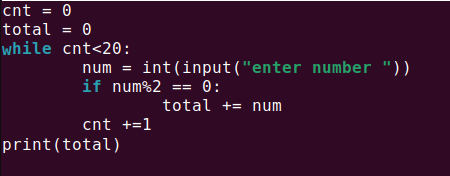 cnt = 0
total = 0
while cnt<20:
        num = int(input("enter number "))
        if num%2 == 0:
                total += num
        cnt +=1
print(total)